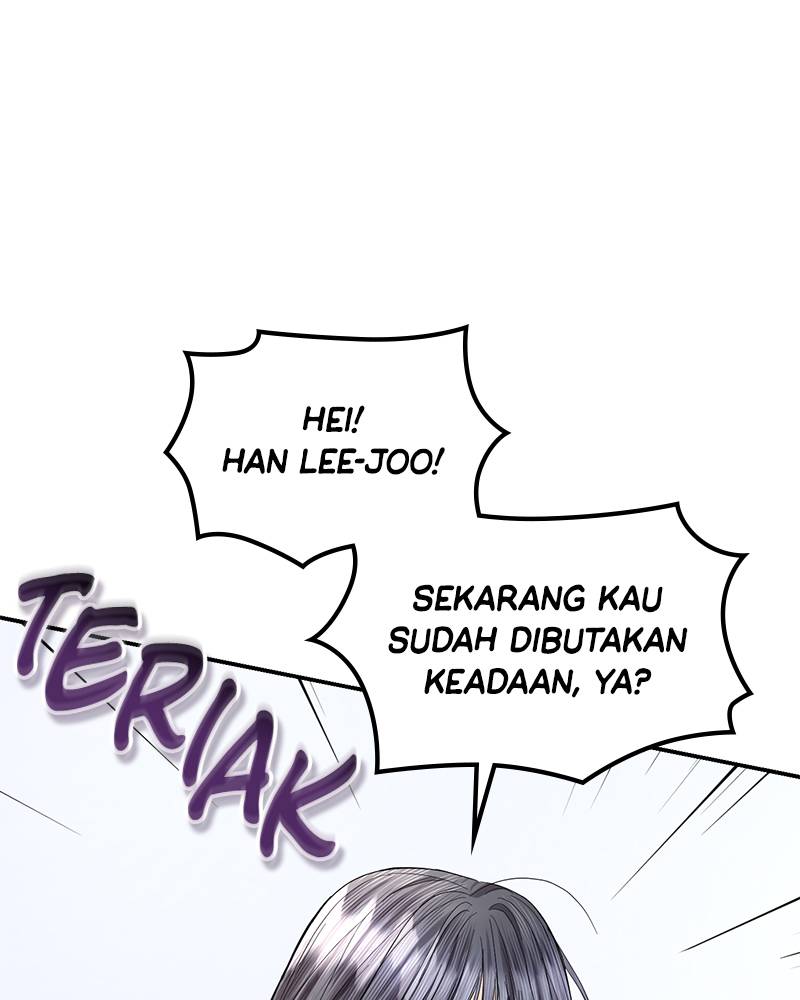 HEI!
HAN LEE-JOO!
SEKARANG KAU
SUDAH DIBUTAKAN
KEADAAN, YA?
TERIAK